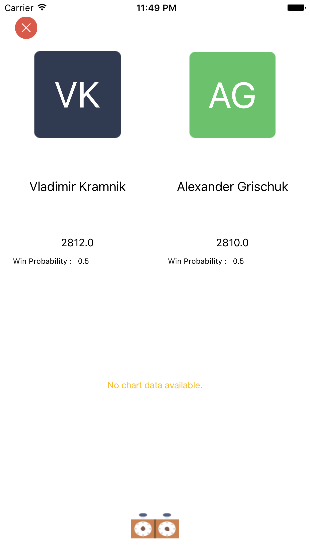 Carrier 11:49 PM
VK AG
Vladimir Kramnik Alexander Grischuk
2812.0 2810.0
Win Probability : 0.5 Win Probability : 0.5
No chart data available.